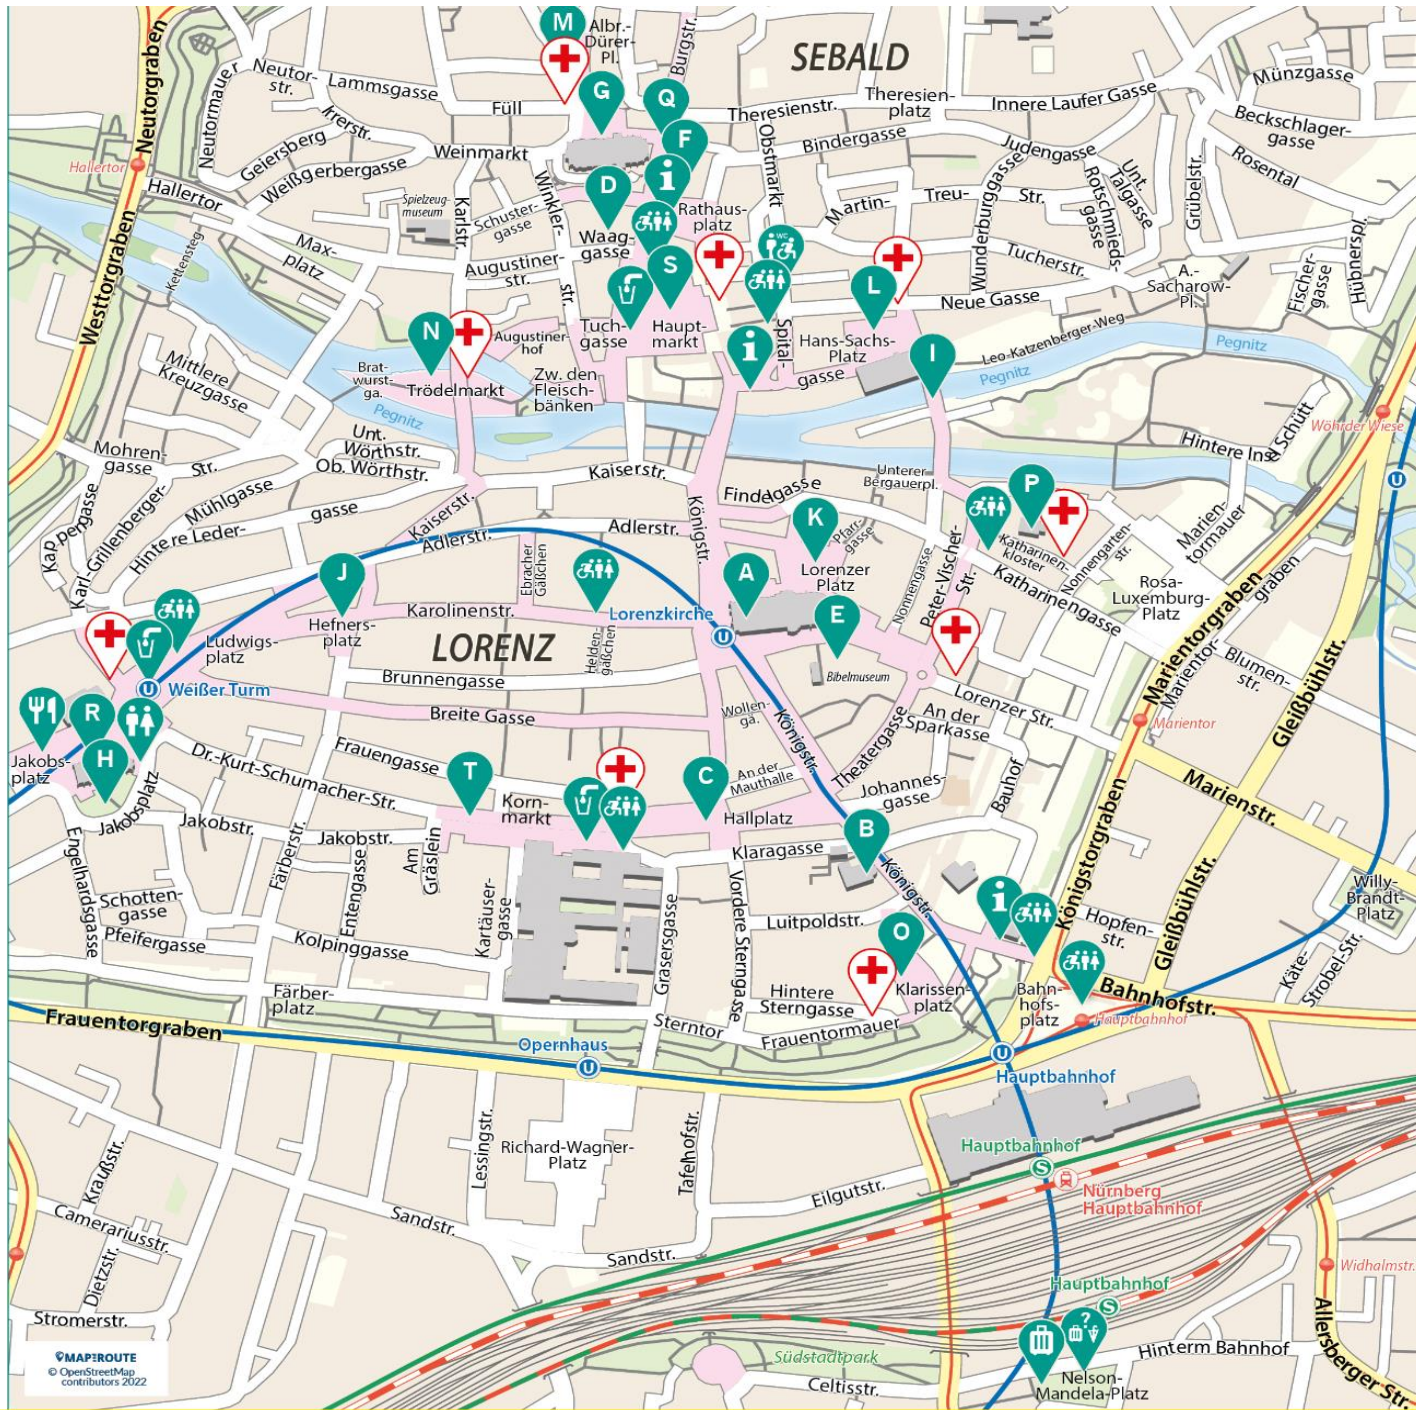 M
Albr.-
Dürer-
Pl.
Burgstr.
SEBALD
Neutorgraben
Neutor-
str.
Lammsgasse
Füll
G
Q
Theresienstr.
Theresien-
platz
Innere Laufer Gasse
Münzgasse
Neutormauer
Irrerstr.
Geiersberg
Weißgerbergasse
Weinmarkt
F
Obstmarkt
Bindergasse
Judengasse
Beckschlager-
gasse
Rosental
Hallertor
Hallertor
Spielzeug-
museum
Karlstr.
Schuster-
gasse
Winkler-
str.
D
i
Rathaus-
platz
Martin-
Treu-
Str.
Wunderburggasse
Rotschmieds-
gasse
Unt.
Talgasse
Grübelstr.
Westtorgraben
Kettensteg
Max-
platz
Waag-
gasse
Augustiner-
str.
S
WC
L
Tucherstr.
Neue Gasse
A.-
Sacharow-
Pl.
Fischer-
gasse
Hübnerspl.
N
Augustiner-
hof
Tuch-
gasse
Haupt-
markt
i
Spital-
gasse
Hans-Sachs-
Platz
I
Leo-Katzenberger-Weg
Pegnitz
Pegnitz
Mittlere
Kreuzgasse
Brat-
wurst-
ga.
Trödelmarkt
Zw. den
Fleisch-
bänken
Pegnitz
Wöhrder Wiese
Mohren-
gasse
Str.
Unt.
Wörthstr.
Ob. Wörthstr.
Kaiserstr.
Findelgasse
Unterer
Bergauerpl.
Hintere Insel Schütt
U
Kappengasse
Karl-Grillenberger-
Mühlgasse
Hintere Leder-
gasse
Kaiserstr.
Adlerstr.
Adlerstr.
Königstr.
K
Pfarr-
gasse
Lorenzer
Platz
P
Katharinen-
kloster
Nonnengarten-
str.
Marien-
tormauer
J
Hefners-
platz
Ebracher
Gäßchen
Karolinenstr.
Lorenzkirche
U
A
E
Nonnengasse
Peter-Vischer-
Str.
Katharinengasse
Rosa-
Luxemburg-
Platz
Marientorgraben
graben
Ludwigs-
platz
LORENZ
Helden-
gäßchen
Bibelmuseum
U
Weißer Turm
Brunnengasse
Breite Gasse
Wollen-
ga.
Königstr.
Theatergasse
Lorenzer Str.
An der
Sparkasse
Marientor-
Marientor
Blumen-
str.
Gleißbühlstr.
R
H
Jakobs-
platz
Jakobsplatz
Dr.-Kurt-Schumacher-Str.
Frauengasse
T
Korn-
markt
C
An der
Mauthalle
Hallplatz
Johannes-
gasse
Bauhof
Marienstr.
Jakobstr.
Jakobstr.
Am
Gräslein
Klaragasse
B
Königstr.
Königstorgraben
Gleißbühlstr.
Willy-
Brandt-
Platz
Engelhardsgasse
Schotten-
gasse
Pfeifergasse
Färberstr.
Entengasse
Kolpinggasse
Kartäuser-
gasse
Grasersgasse
Vordere Sterngasse
Luitpoldstr.
O
i
Hopfen-
str.
Käte-
Strobel-Str.
Färber-
platz
Hintere
Sterngasse
Klarissen-
platz
Bahn-
hofs-
platz
Hauptbahnhof
Bahnhofstr.
Frauentorgraben
Sterntor
Frauentormauer
Opernhaus
U
U
Hauptbahnhof
Richard-Wagner-
Platz
Lessingstr.
Tafelhofstr.
Hauptbahnhof
S
Nürnberg
Hauptbahnhof
Eilgutstr.
Kraußstr.
Camerariusstr.
Dietzstr.
Sandstr.
Sandstr.
Stromerstr.
Hauptbahnhof
S
Widhalmstr.
?
Hinterm Bahnhof
Allersberger Str.
Südstadtpark
Celtisstr.
Nelson-
Mandela-Platz
MAPTEROUTE
© OpenStreetMap
contributors 2022